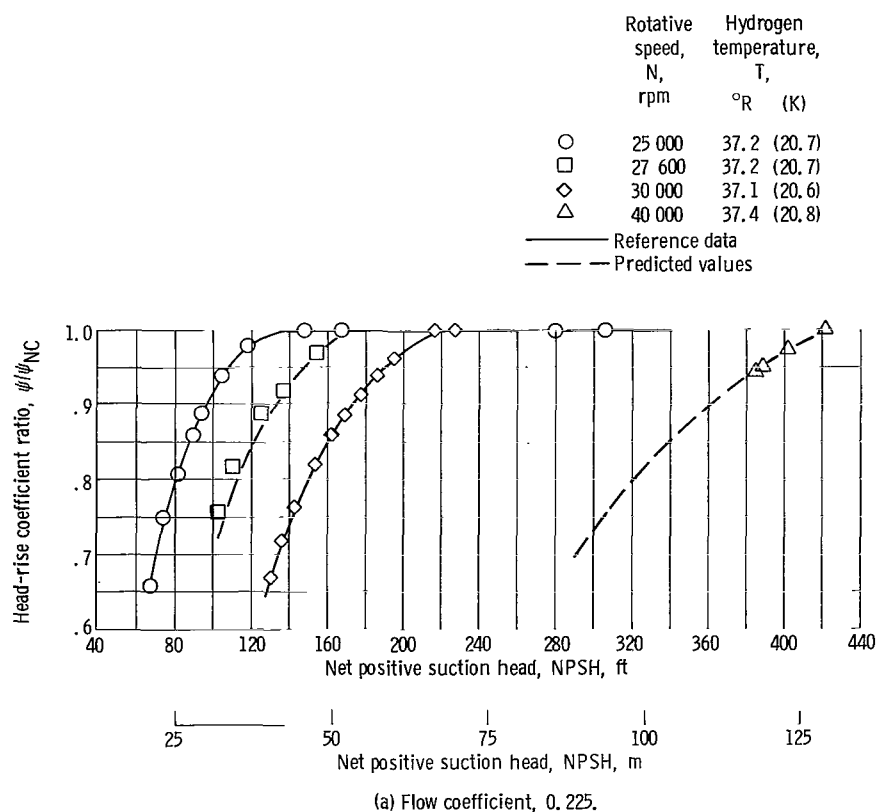 Rotative speed, N, rpm
Hydrogen temperature, T,
°R (K)
○ 25 000 37.2 (20.7)
□ 27 600 37.2 (20.7)
◇ 30 000 37.1 (20.6)
△ 40 000 37.4 (20.8)
Reference data
Predicted values
Head-rise coefficient ratio, ψ/ψNC
1.0
.9
.8
.7
.6
40 80 120 160 200 240 280 320 360 400 440
Net positive suction head, NPSH, ft
25 50 75 100 125
Net positive suction head, NPSH, m
(a) Flow coefficient, 0.225.